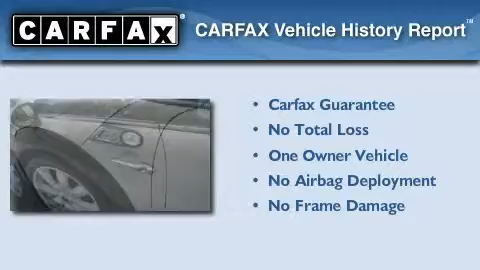 CARFAX® CARFAX Vehicle History Report™
• Carfax Guarantee
• No Total Loss
• One Owner Vehicle
• No Airbag Deployment
• No Frame Damage